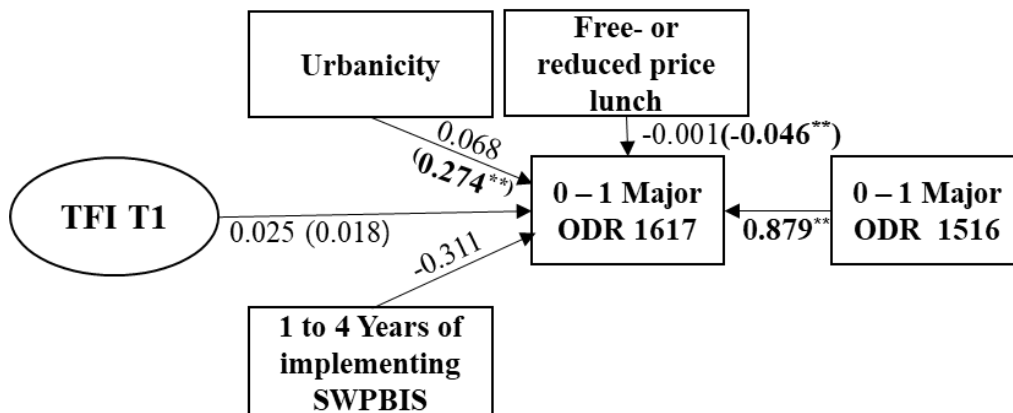 Urbanicity
Free- or
reduced price
lunch
0.068
(0.274**)
-0.001(-0.046**)
TFI T1
0.025 (0.018)
0 – 1 Major
ODR 1617
0.879**
0 – 1 Major
ODR 1516
-0.311
1 to 4 Years of
implementing
SWPBIS